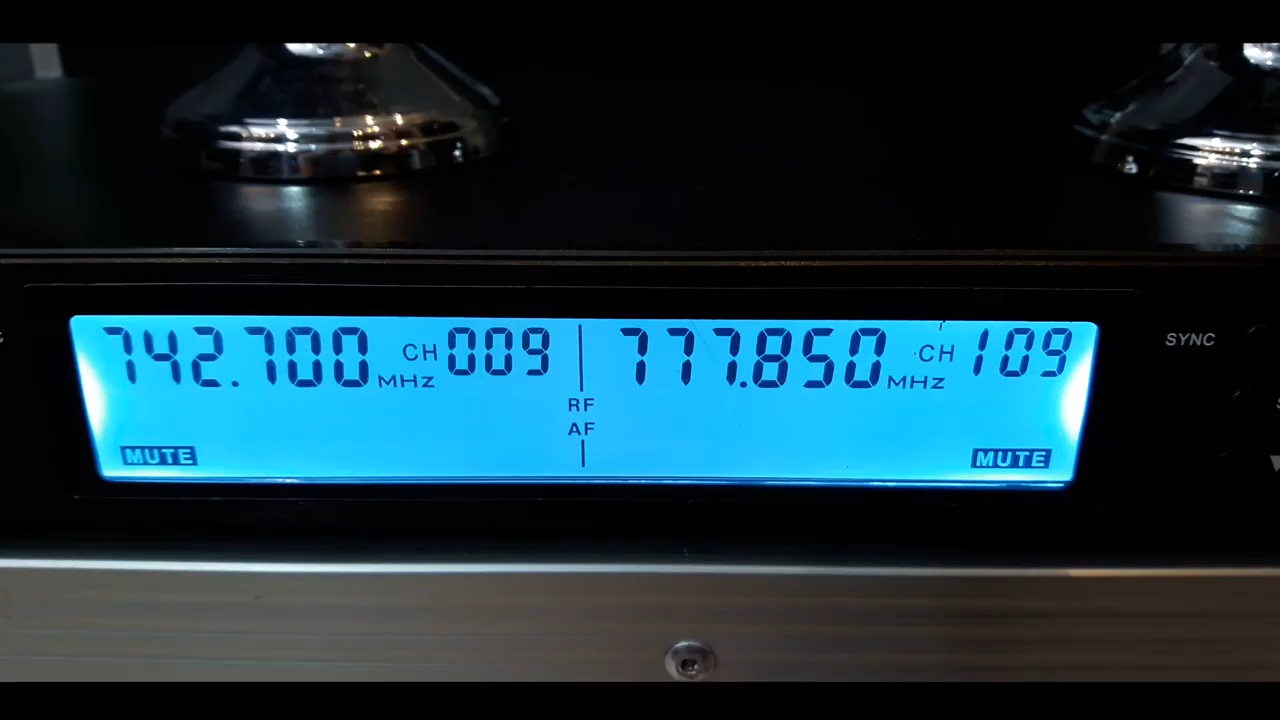 742.700 MHZ CH 009 777.850 MHZ CH 109
RF
AF
MUTE MUTE
SYNC